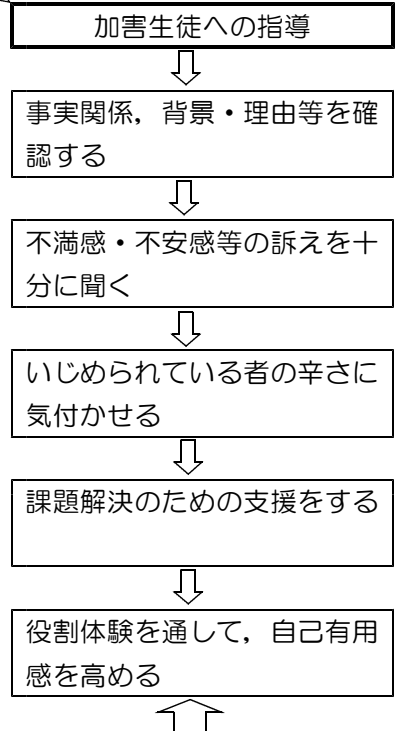 加害生徒への指導
事実関係，背景・理由等を確
認する
不満感・不安感等の訴えを十
分に聞く
いじめられている者の辛さに
気付かせる
課題解決のための支援をする
役割体験を通して，自己有用
感を高める